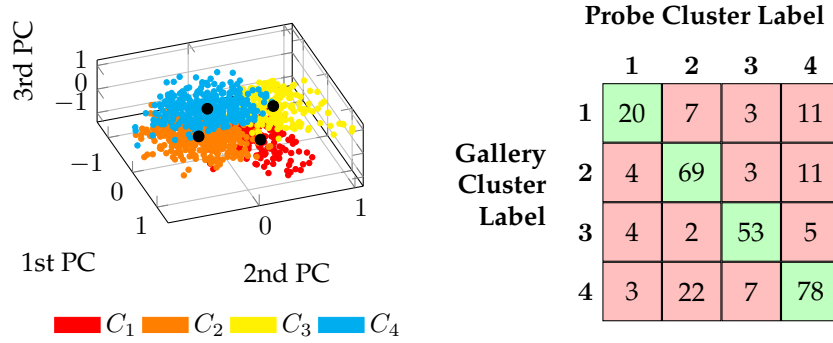 3rd PC
1
0
−1
−1
0
1
0
1
1st PC
2nd PC
C₁ C₂ C₃ C₄
Probe Cluster Label
1 2 3 4
Gallery
Cluster
Label
1 20 7 3 11
2 4 69 3 11
3 4 2 53 5
4 3 22 7 78